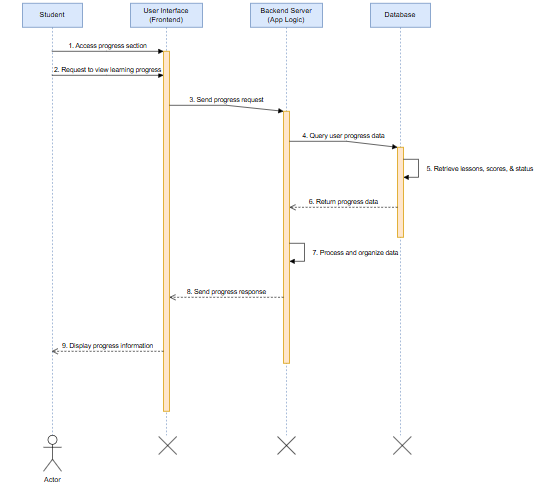 Student
User Interface
(Frontend)
Backend Server
(App Logic)
Database
1. Access progress section
2. Request to view learning progress
3. Send progress request
4. Query user progress data
5. Retrieve lessons, scores, & status
6. Return progress data
7. Process and organize data
8. Send progress response
9. Display progress information
Actor